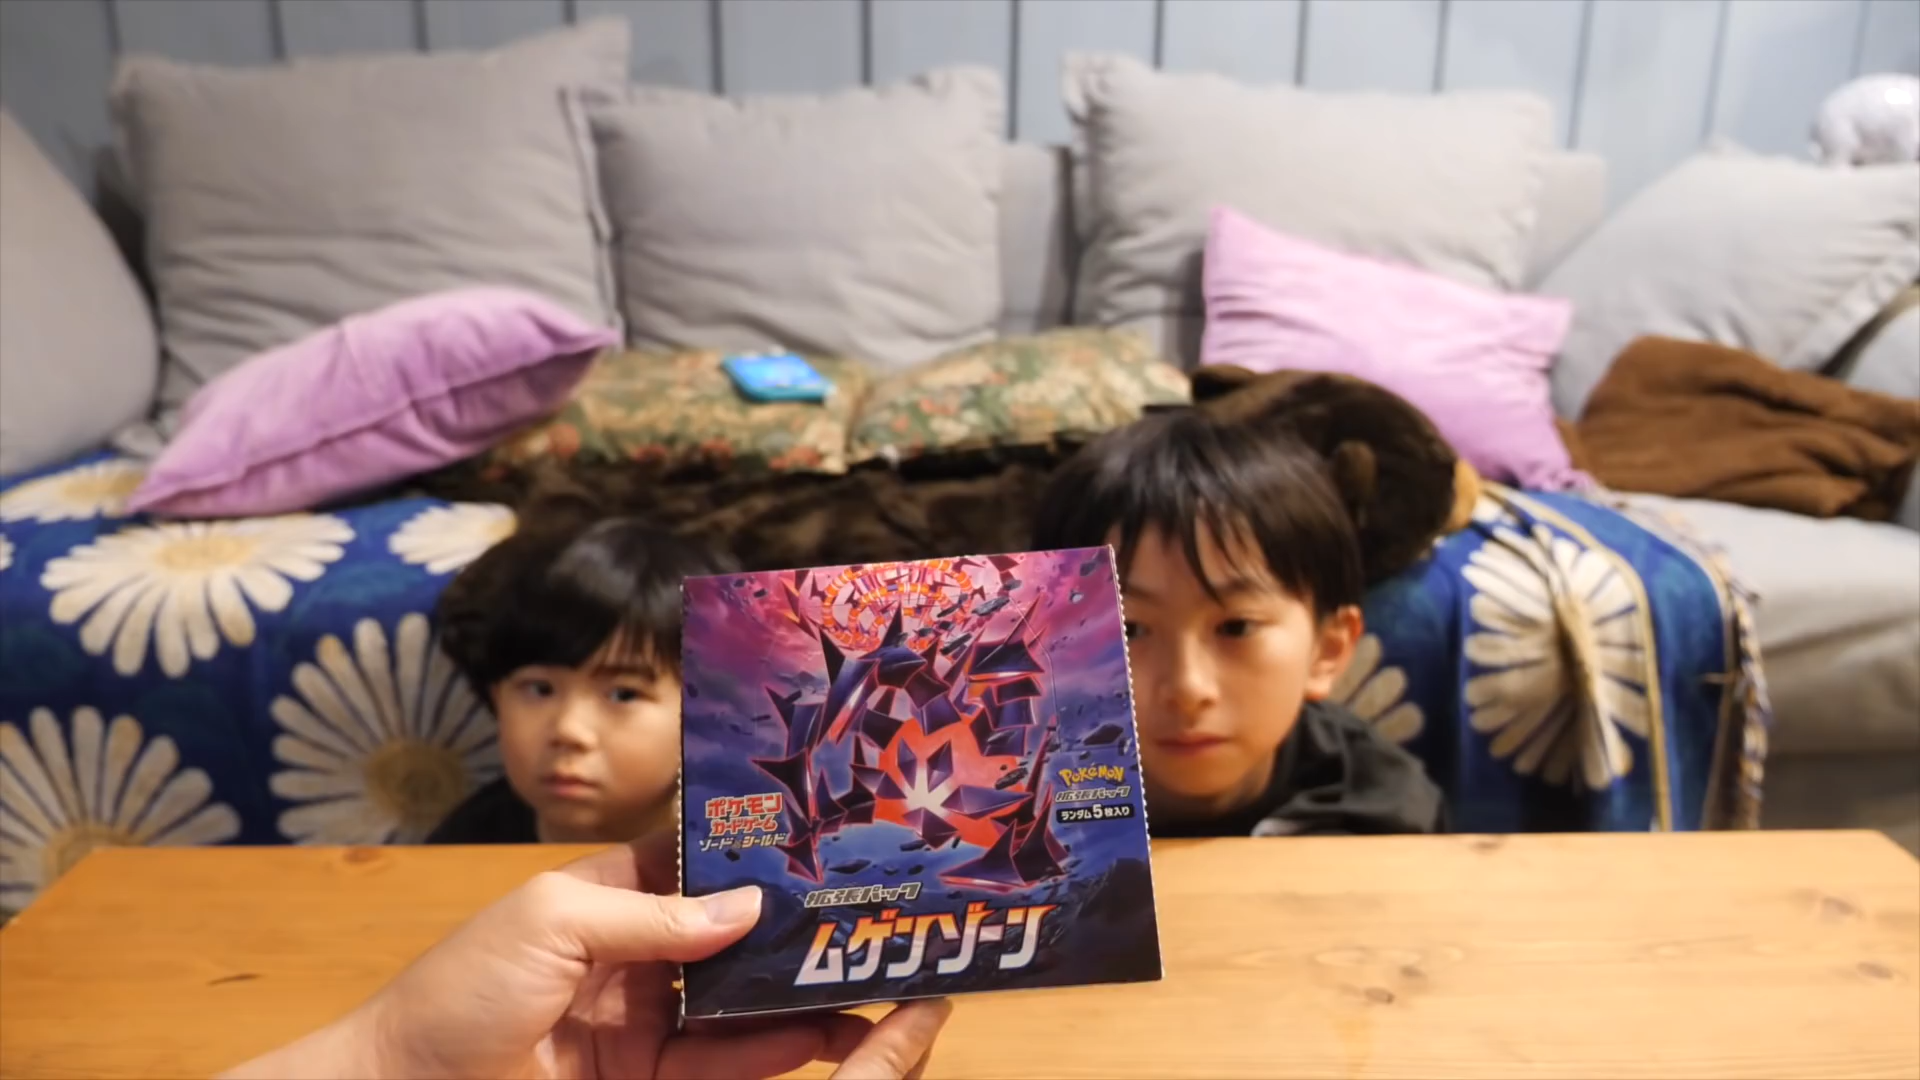 ポケモン
カードゲーム
ソード&シールド
Pokémon
拡張パック
ランダム5枚入り
拡張パック
ムゲンゾーン